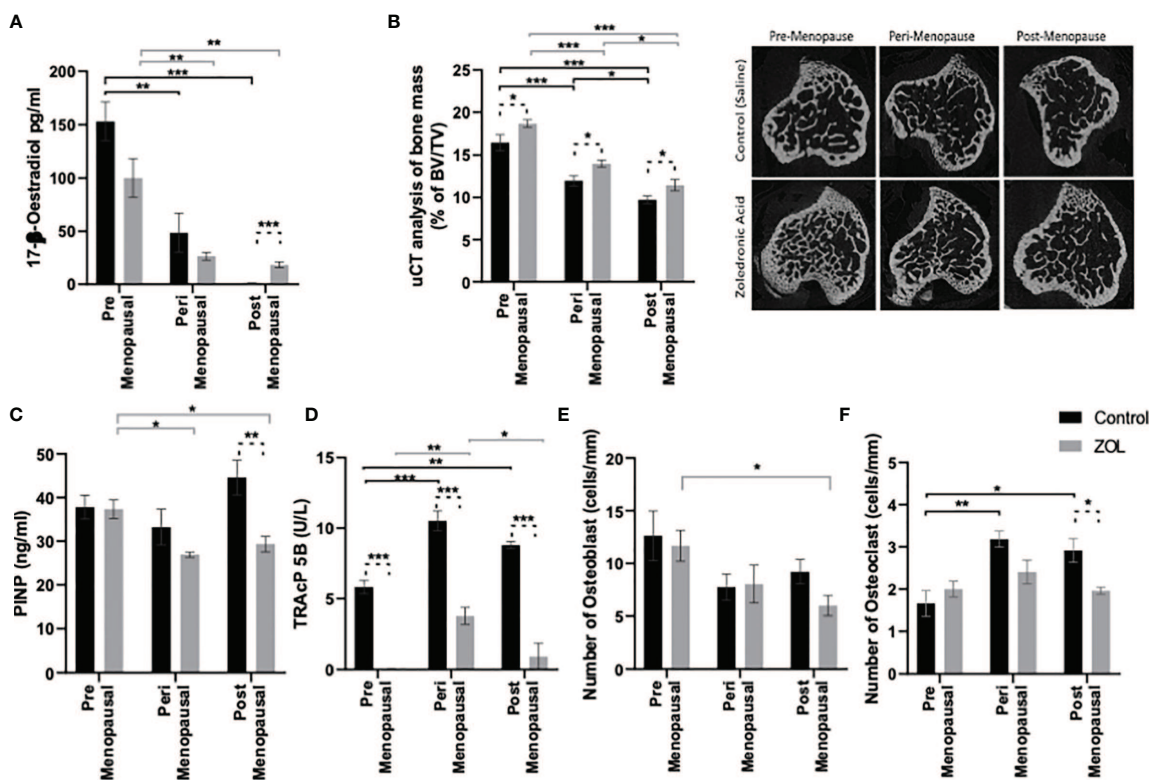 A
17-β-Oestradiol pg/ml
200
150
100
50
0
**
**
***
**
***
Pre
Peri
Post
Menopausal
Menopausal
Menopausal
B
uCT analysis of bone mass
(% of BV/TV)
25
20
15
10
5
0
***
***
*
***
***
*
*
*
*
Pre
Peri
Post
Menopausal
Menopausal
Menopausal
Pre-Menopause
Peri-Menopause
Post-Menopause
Control (Saline)
Zoledronic Acid
C
PINP (ng/ml)
50
40
30
20
10
0
*
*
**
Pre
Peri
Post
Menopausal
Menopausal
Menopausal
D
TRAcP 5B (U/L)
15
10
5
0
**
*
**
***
***
***
***
Pre
Peri
Post
Menopausal
Menopausal
Menopausal
E
Number of Osteoblast (cells/mm)
20
15
10
5
0
*
Pre
Peri
Post
Menopausal
Menopausal
Menopausal
F
Control
ZOL
Number of Osteoclast (cells/mm)
5
4
3
2
1
0
*
**
*
Pre
Peri
Post
Menopausal
Menopausal
Menopausal